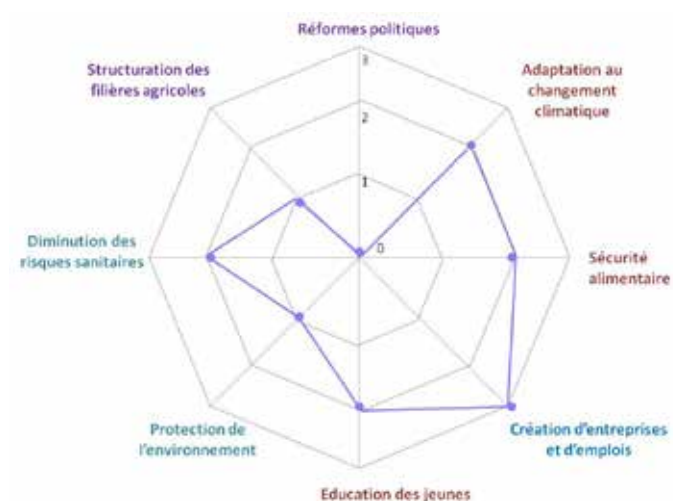 Réformes politiques
Structuration des
filières agricoles
Adaptation au
changement
climatique
3
2
1
0
Diminution des
risques sanitaires
Sécurité
alimentaire
Protection de
l'environnement
Création d'entreprises
et d'emplois
Education des jeunes